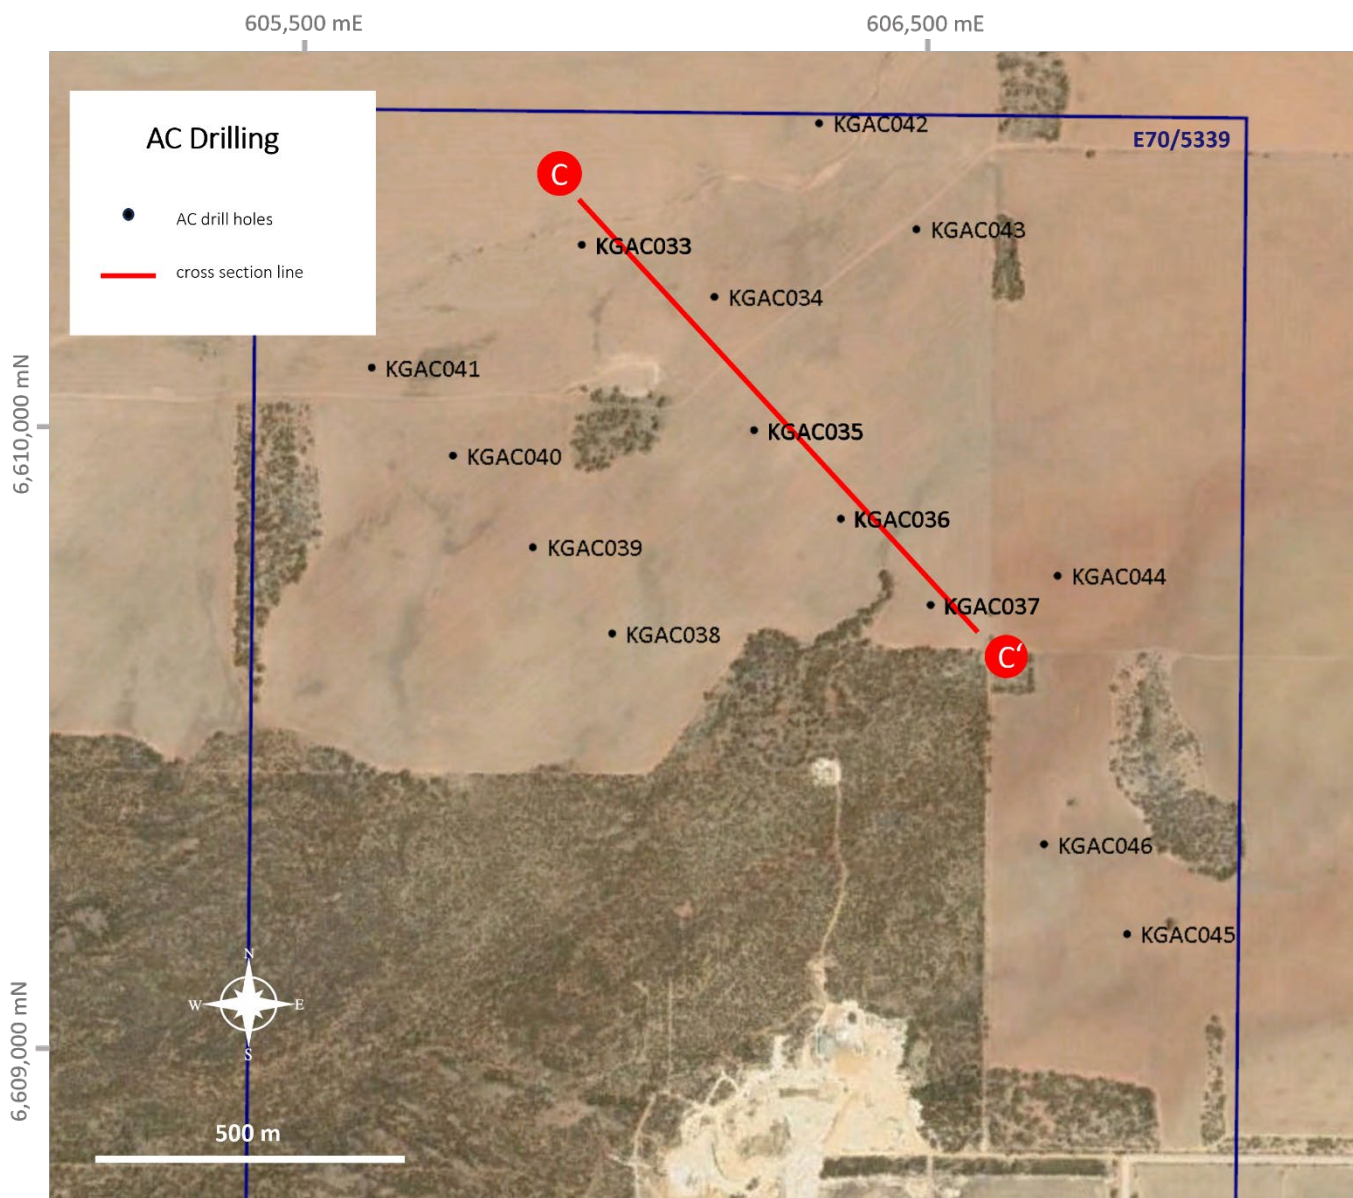 605,500 mE
606,500 mE
AC Drilling
AC drill holes
cross section line
E70/5339
KGAC042
C
KGAC033
KGAC043
KGAC034
KGAC041
6,610,000 mN
KGAC035
KGAC040
KGAC036
KGAC039
KGAC044
KGAC037
KGAC038
C‘
KGAC046
KGAC045
N
W
E
S
6,609,000 mN
500 m